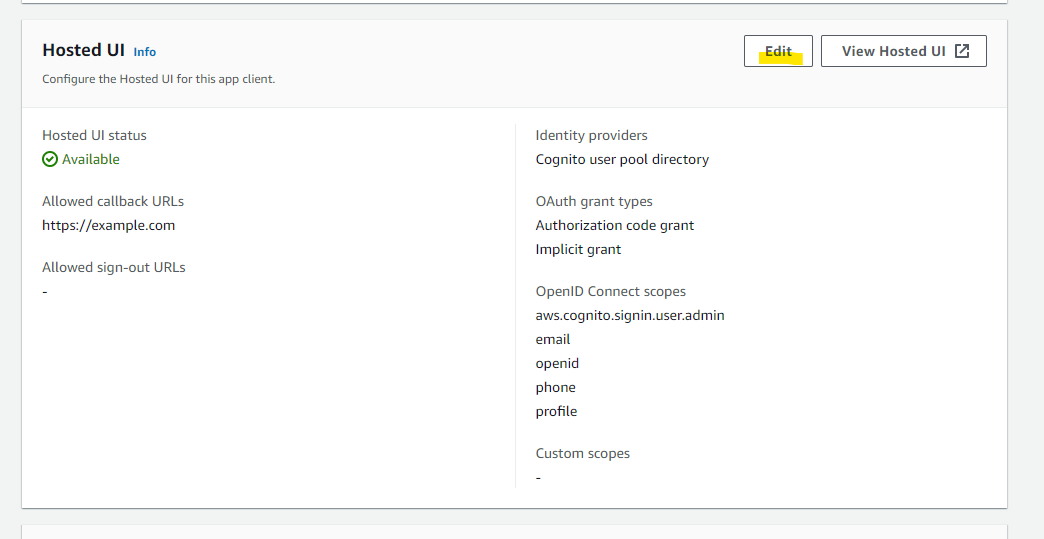 Hosted UI Info
Edit
View Hosted UI
Configure the Hosted UI for this app client.
Hosted UI status
Available
Allowed callback URLs
https://example.com
Allowed sign-out URLs
-
Identity providers
Cognito user pool directory
OAuth grant types
Authorization code grant
Implicit grant
OpenID Connect scopes
aws.cognito.signin.user.admin
email
openid
phone
profile
Custom scopes
-